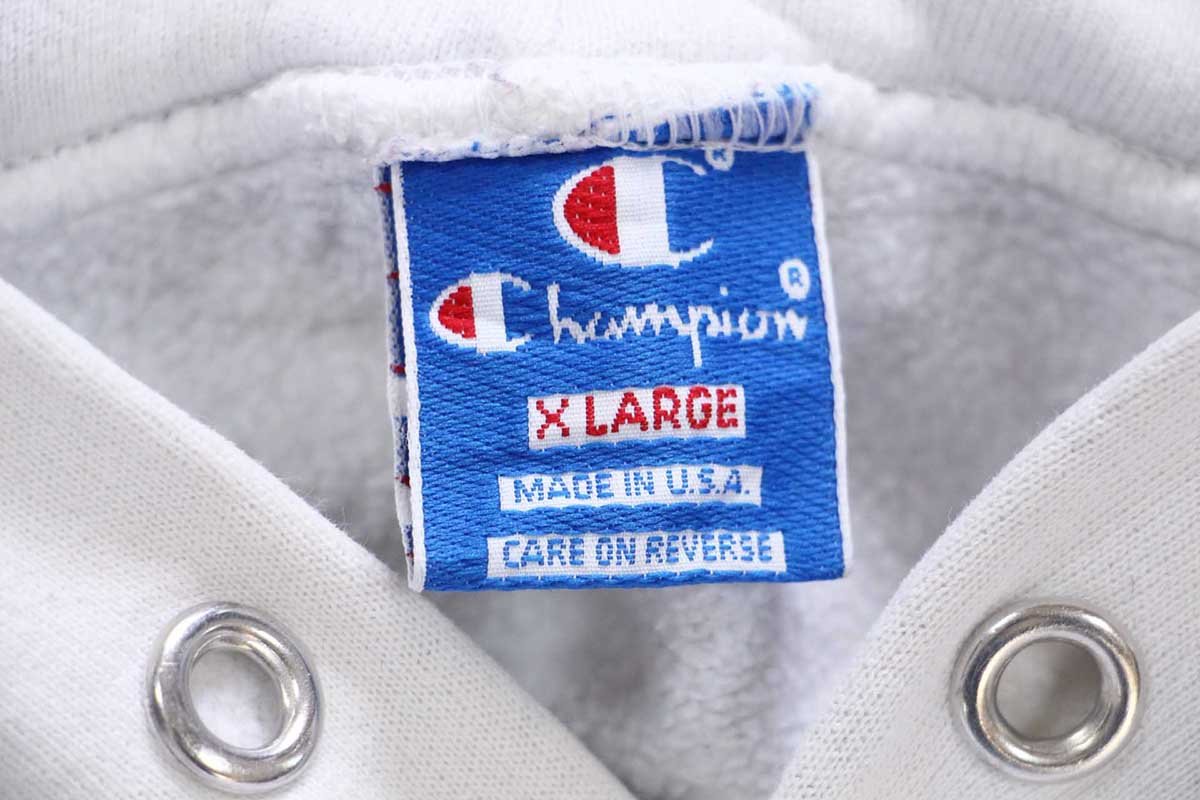 C®
Champion®
X LARGE
MADE IN U.S.A.
CARE ON REVERSE